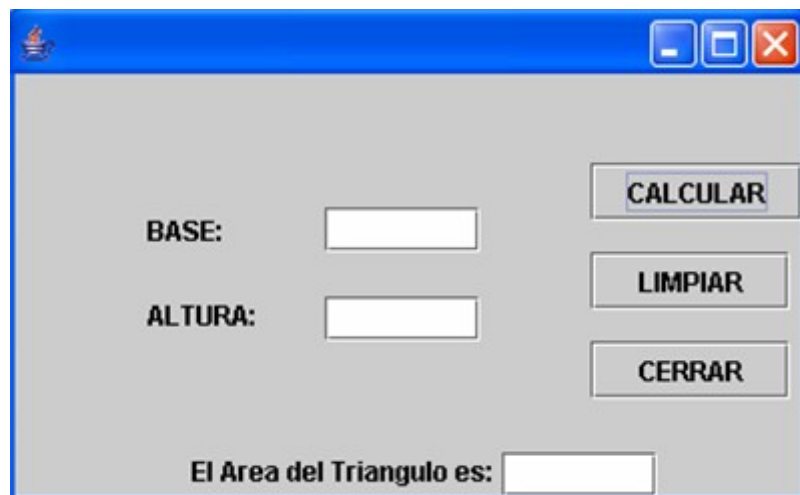 CALCULAR
BASE:
LIMPIAR
ALTURA:
CERRAR
El Area del Triangulo es: